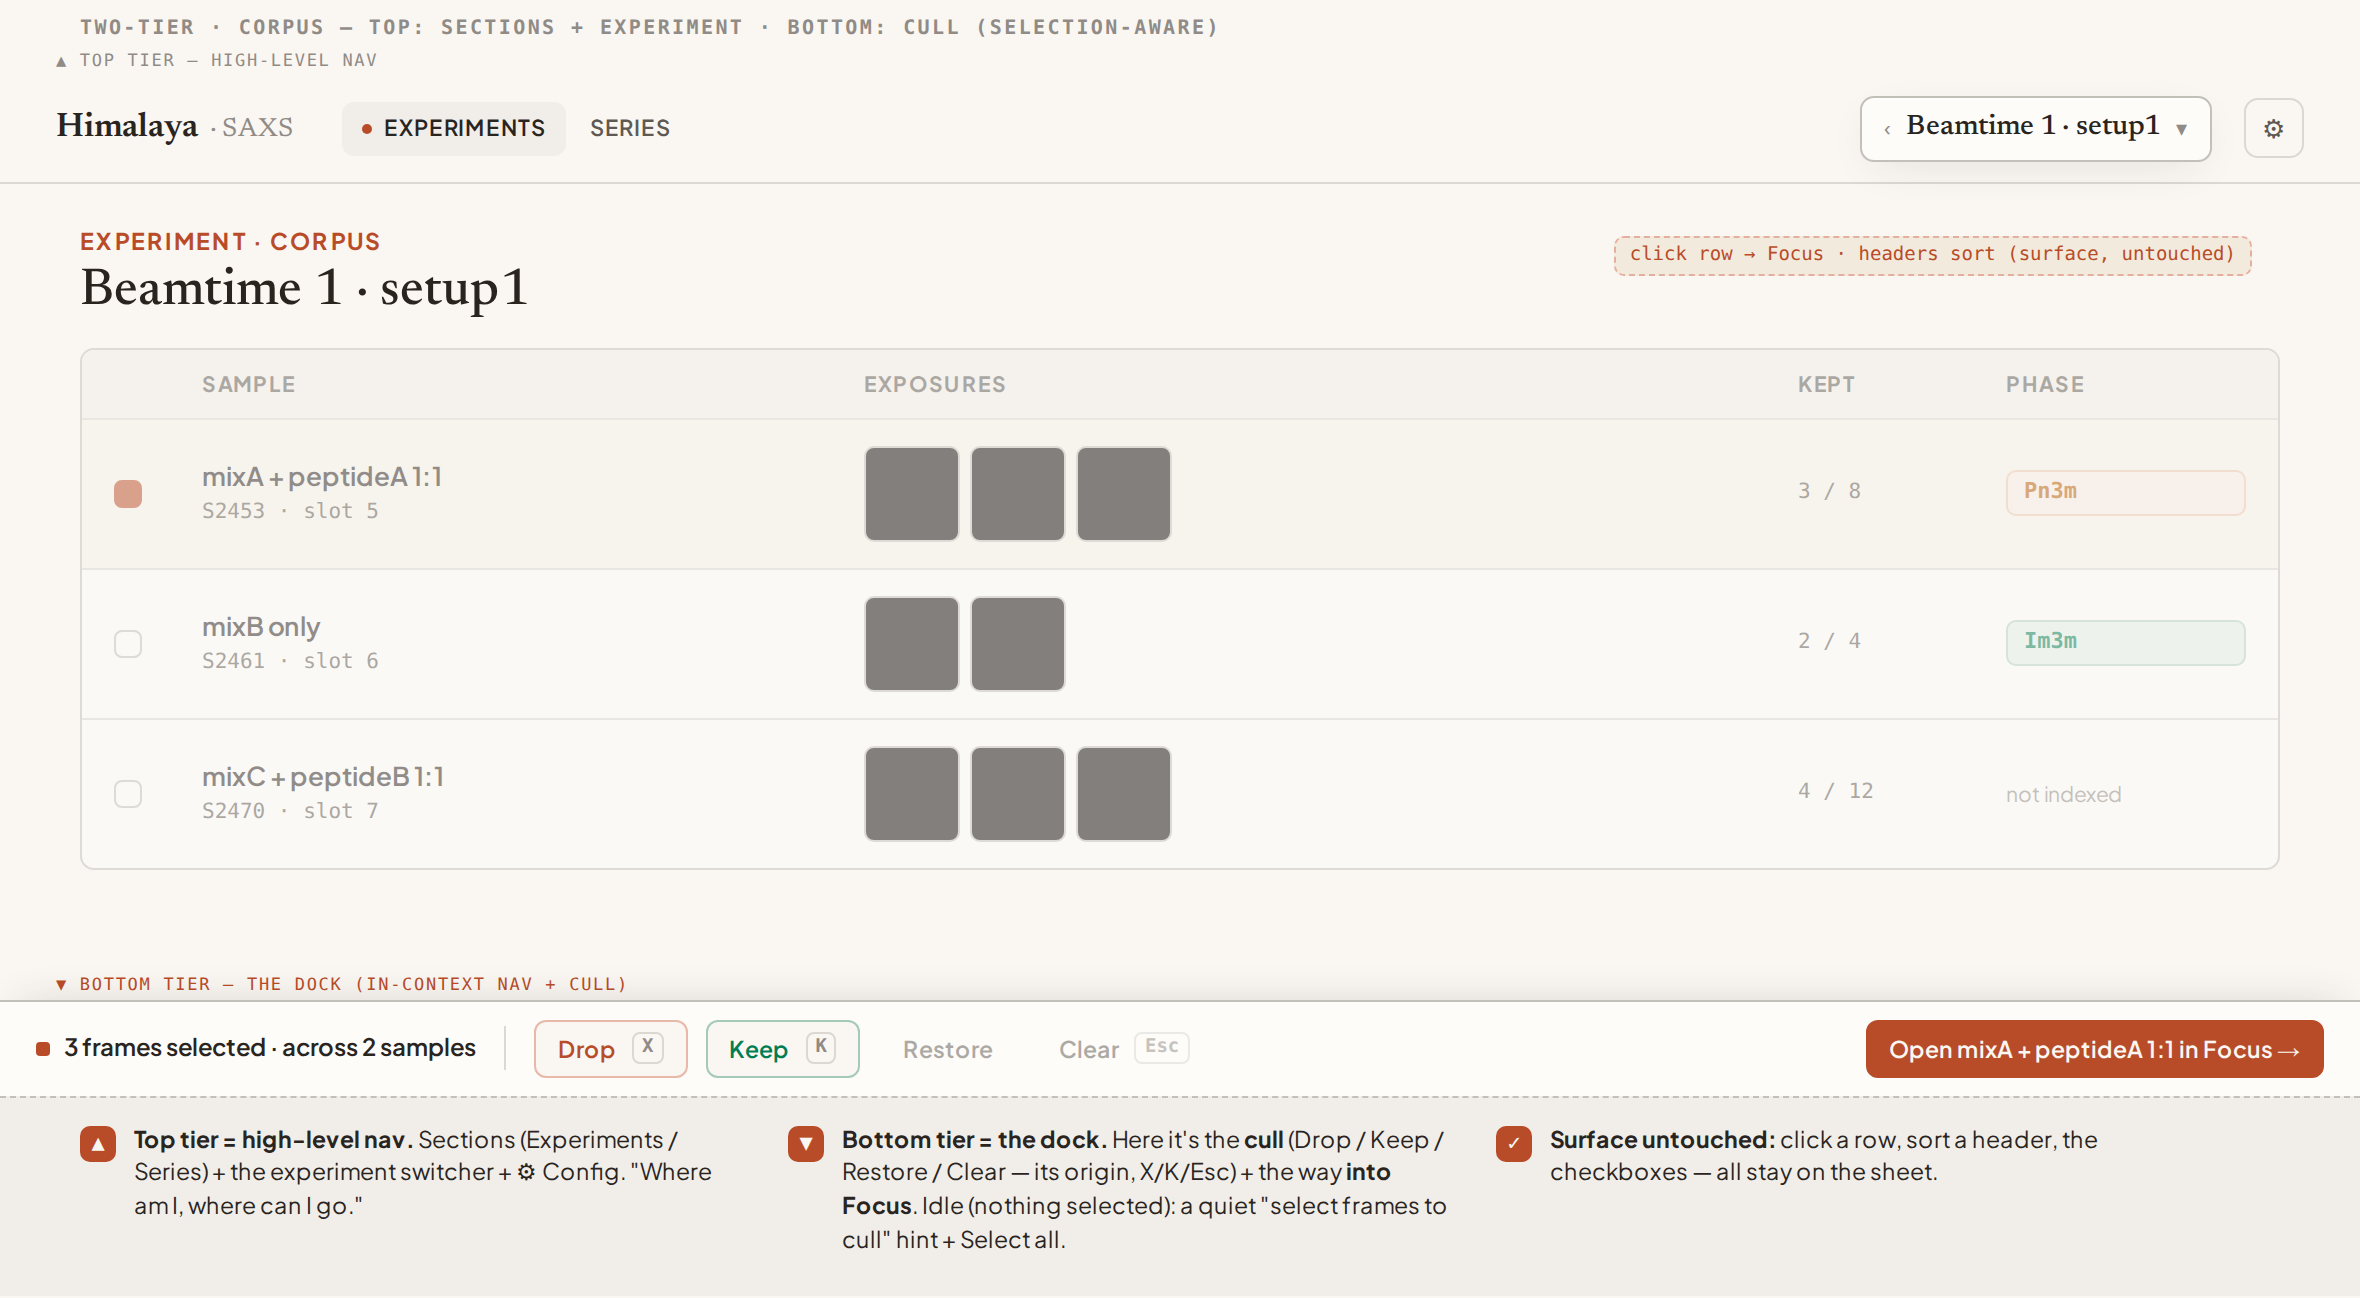 TWO-TIER · CORPUS — TOP: SECTIONS + EXPERIMENT · BOTTOM: CULL (SELECTION-AWARE)
▲ TOP TIER — HIGH-LEVEL NAV
Himalaya · SAXS
EXPERIMENTS
SERIES
‹ Beamtime 1 · setup1 ▾
⚙
EXPERIMENT · CORPUS
click row → Focus · headers sort (surface, untouched)
Beamtime 1 · setup1
SAMPLE EXPOSURES KEPT PHASE
mixA + peptideA 1:1
S2453 · slot 5
3 / 8
Pn3m
mixB only
S2461 · slot 6
2 / 4
Im3m
mixC + peptideB 1:1
S2470 · slot 7
4 / 12
not indexed
▼ BOTTOM TIER — THE DOCK (IN-CONTEXT NAV + CULL)
3 frames selected · across 2 samples
Drop X
Keep K
Restore
Clear Esc
Open mixA + peptideA 1:1 in Focus →
▲ Top tier = high-level nav. Sections (Experiments /
Series) + the experiment switcher + ⚙ Config. "Where
am I, where can I go."
▼ Bottom tier = the dock. Here it's the cull (Drop / Keep /
Restore / Clear — its origin, X/K/Esc) + the way into
Focus. Idle (nothing selected): a quiet "select frames to
cull" hint + Select all.
✓ Surface untouched: click a row, sort a header, the
checkboxes — all stay on the sheet.